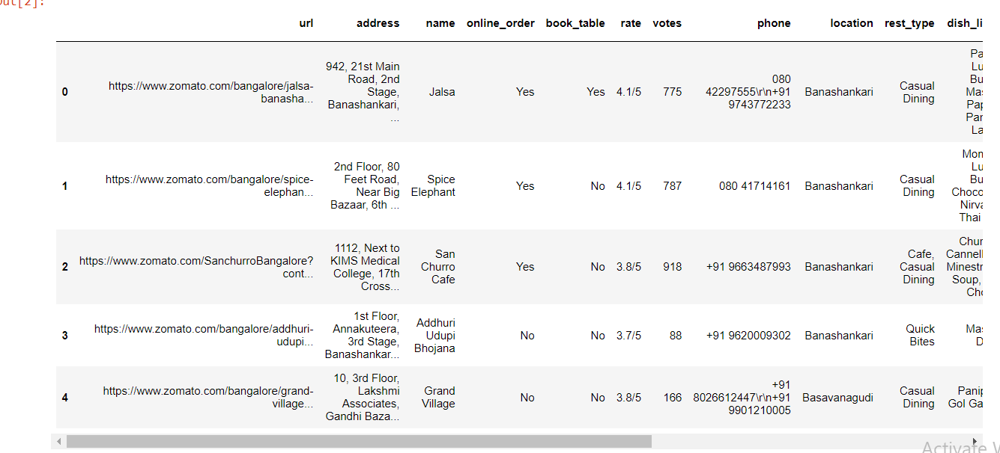 out[2]:
url address name online_order book_table rate votes phone location rest_type dish_li
0 https://www.zomato.com/bangalore/jalsa-banasha... 942, 21st Main Road, 2nd Stage, Banashankari, ... Jalsa Yes Yes 4.1/5 775 080 42297555\r\n+91 9743772233 Banashankari Casual Dining Pa Lu Bu Mas Pap Par La
1 https://www.zomato.com/bangalore/spice-elephan... 2nd Floor, 80 Feet Road, Near Big Bazaar, 6th ... Spice Elephant Yes No 4.1/5 787 080 41714161 Banashankari Casual Dining Mom Lu Bu Choco Nirva Thai
2 https://www.zomato.com/SanchurroBangalore?cont... 1112, Next to KIMS Medical College, 17th Cross... San Churro Cafe Yes No 3.8/5 918 +91 9663487993 Banashankari Cafe, Casual Dining Chur Cannell Minestr Soup, Cho
3 https://www.zomato.com/bangalore/addhuri-udupi... 1st Floor, Annakuteera, 3rd Stage, Banashankar... Addhuri Udupi Bhojana No No 3.7/5 88 +91 9620009302 Banashankari Quick Bites Mas D
4 https://www.zomato.com/bangalore/grand-village... 10, 3rd Floor, Lakshmi Associates, Gandhi Baza... Grand Village No No 3.8/5 166 +91 8026612447\r\n+91 9901210005 Basavanagudi Casual Dining Panip Gol Ga
Activate